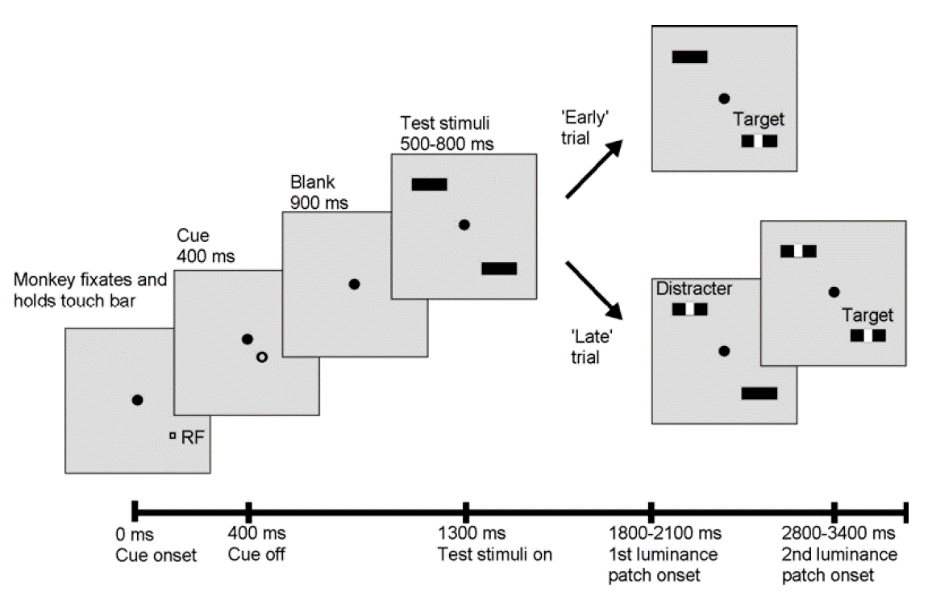 Monkey fixates and
holds touch bar
RF
Cue
400 ms
Blank
900 ms
Test stimuli
500-800 ms
'Early'
trial
Target
'Late'
trial
Distracter
Target
0 ms
Cue onset
400 ms
Cue off
1300 ms
Test stimuli on
1800-2100 ms
1st luminance
patch onset
2800-3400 ms
2nd luminance
patch onset